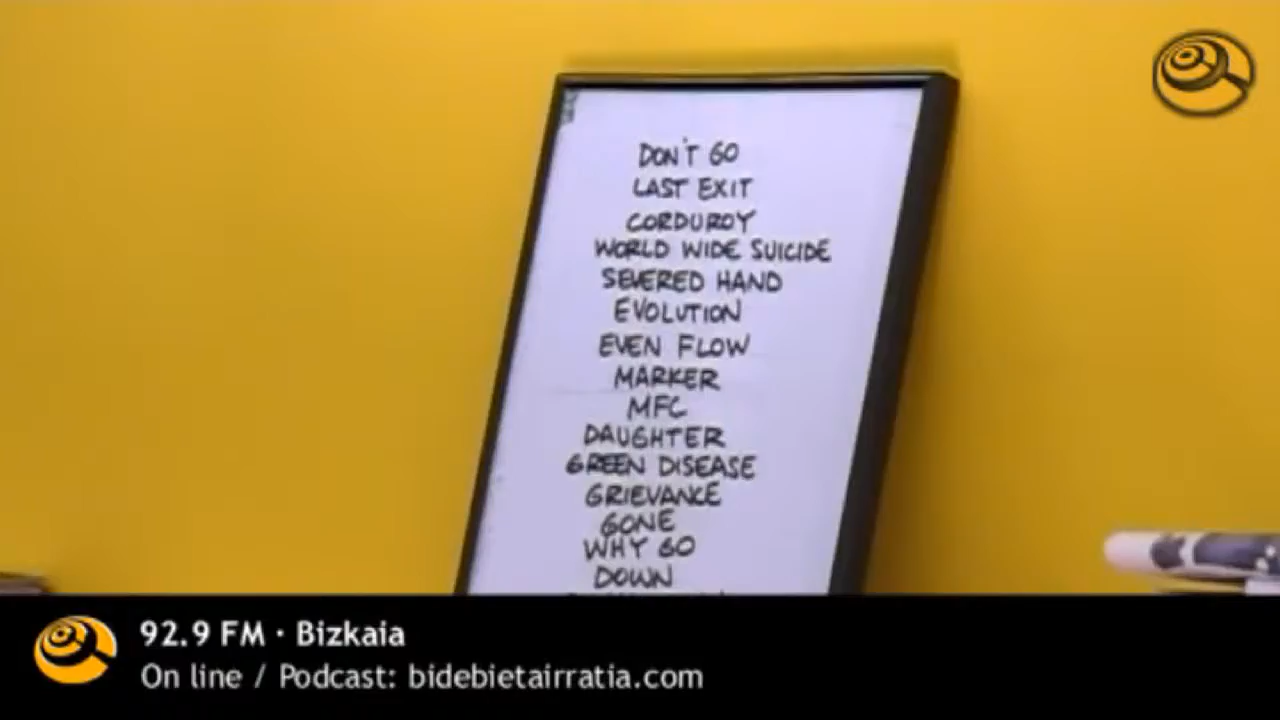 DON'T GO
LAST EXIT
CORDUROY
WORLD WIDE SUICIDE
SEVERED HAND
EVOLUTION
EVEN FLOW
MARKER
MFC
DAUGHTER
GREEN DISEASE
GRIEVANCE
GONE
WHY GO
DOWN
92.9 FM · Bizkaia
On line / Podcast: bidebietairratia.com